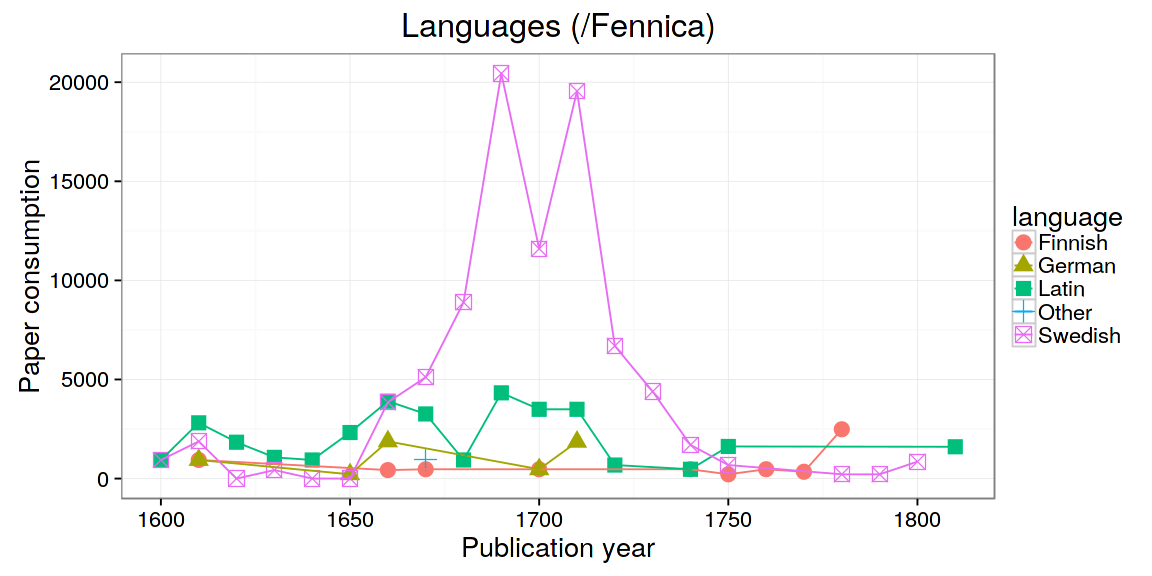 Languages (/Fennica)
20000
15000
10000
5000
0
Paper consumption
1600 1650 1700 1750 1800
Publication year
language
Finnish
German
Latin
Other
Swedish